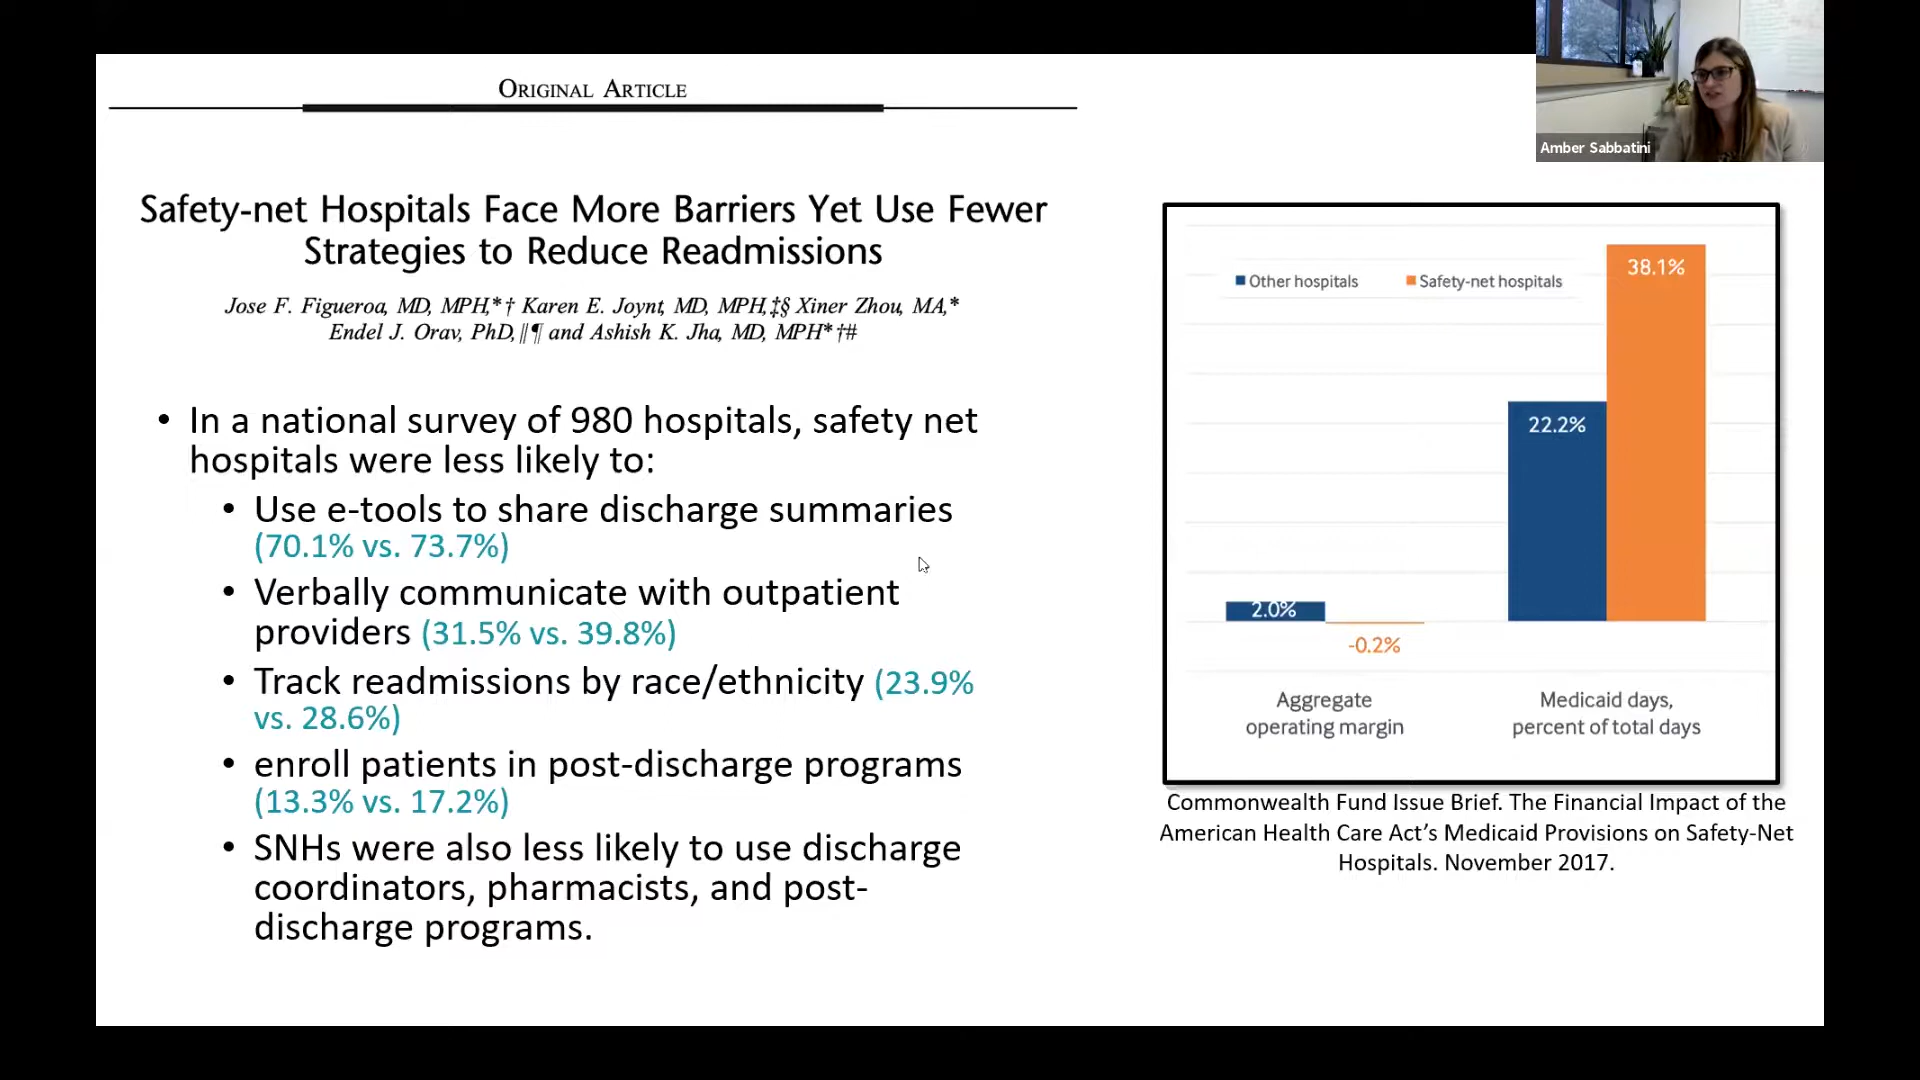 ORIGINAL ARTICLE
Safety-net Hospitals Face More Barriers Yet Use Fewer
Strategies to Reduce Readmissions
Jose F. Figueroa, MD, MPH,*† Karen E. Joynt, MD, MPH,‡§ Xiner Zhou, MA,*
Endel J. Orav, PhD,∥¶ and Ashish K. Jha, MD, MPH*†#
• In a national survey of 980 hospitals, safety net
hospitals were less likely to:
• Use e-tools to share discharge summaries
(70.1% vs. 73.7%)
• Verbally communicate with outpatient
providers (31.5% vs. 39.8%)
• Track readmissions by race/ethnicity (23.9%
vs. 28.6%)
• enroll patients in post-discharge programs
(13.3% vs. 17.2%)
• SNHs were also less likely to use discharge
coordinators, pharmacists, and post-
discharge programs.
Amber Sabbatini
Other hospitals Safety-net hospitals
38.1%
22.2%
2.0%
-0.2%
Aggregate
operating margin
Medicaid days,
percent of total days
Commonwealth Fund Issue Brief. The Financial Impact of the
American Health Care Act’s Medicaid Provisions on Safety-Net
Hospitals. November 2017.